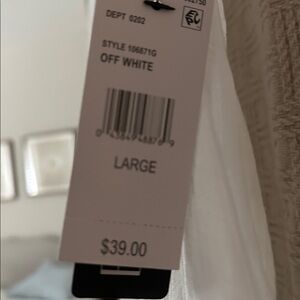 DEPT 0202
STYLE 106871G
OFF WHITE
LARGE
$39.00